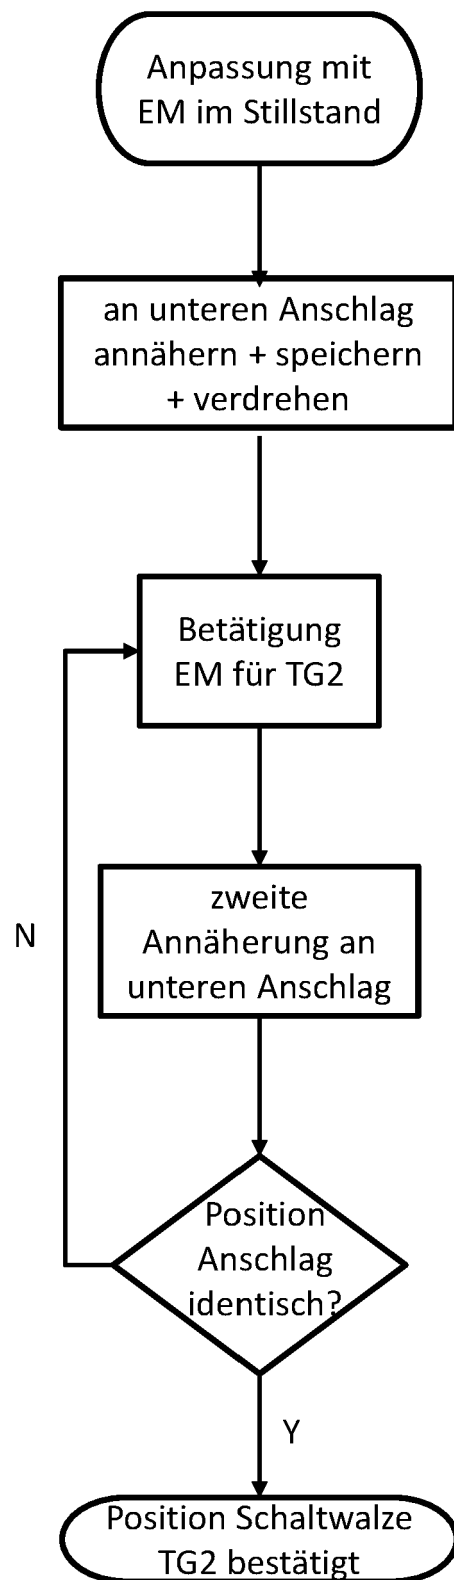 Anpassung mit
EM im Stillstand
an unteren Anschlag
annähern + speichern
+ verdrehen
Betätigung
EM für TG2
zweite
Annäherung an
unteren Anschlag
N
Position
Anschlag
identisch?
Y
Position Schaltwalze
TG2 bestätigt